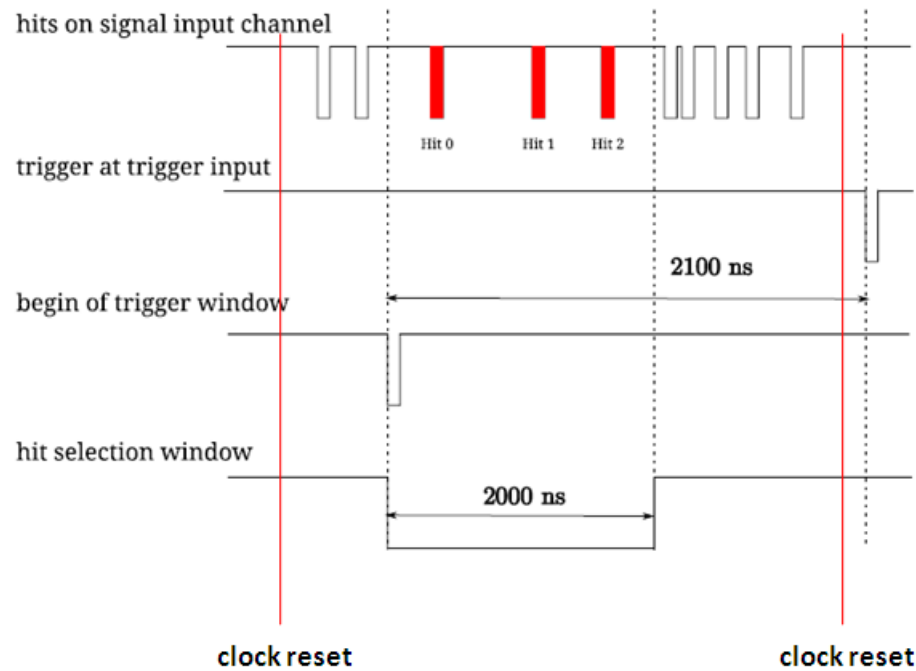 hits on signal input channel
Hit 0 Hit 1 Hit 2
trigger at trigger input
2100 ns
begin of trigger window
hit selection window
2000 ns
clock reset clock reset